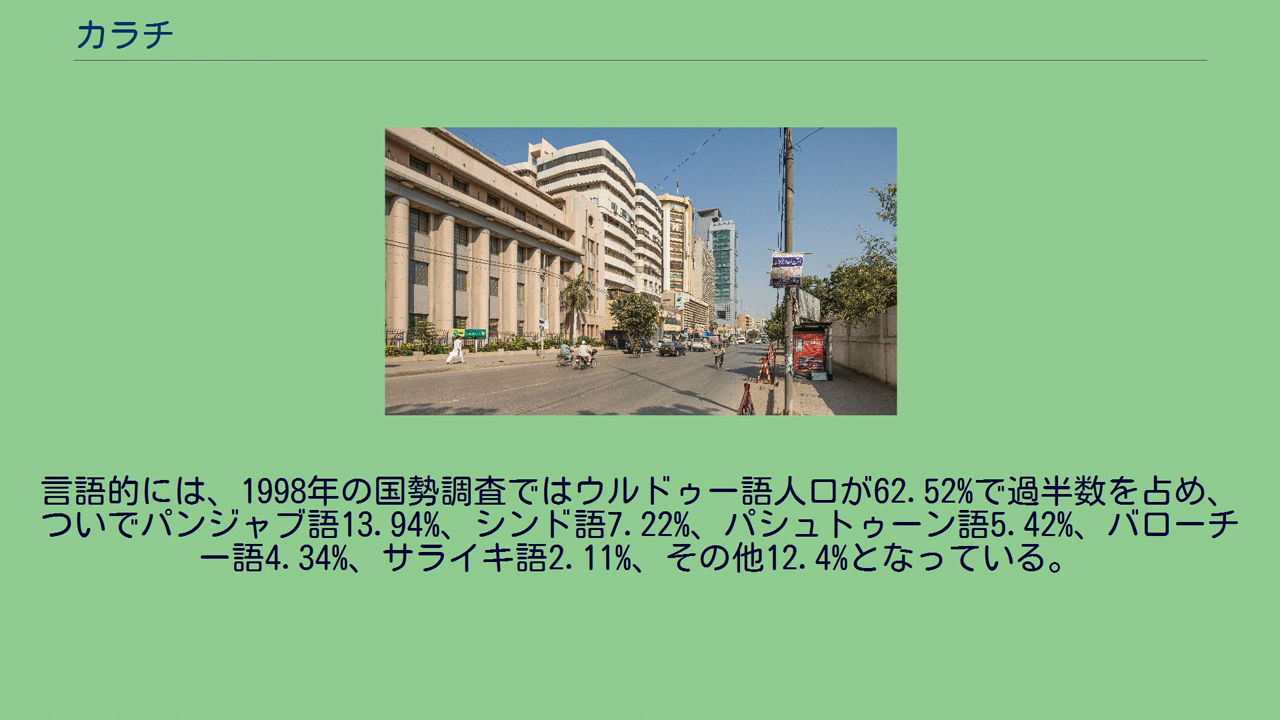 カラチ
言語的には、1998年の国勢調査ではウルドゥー語人口が62.52%で過半数を占め、
ついでパンジャブ語13.94%、シンド語7.22%、パシュトゥーン語5.42%、バローチ
ー語4.34%、サライキ語2.11%、その他12.4%となっている。